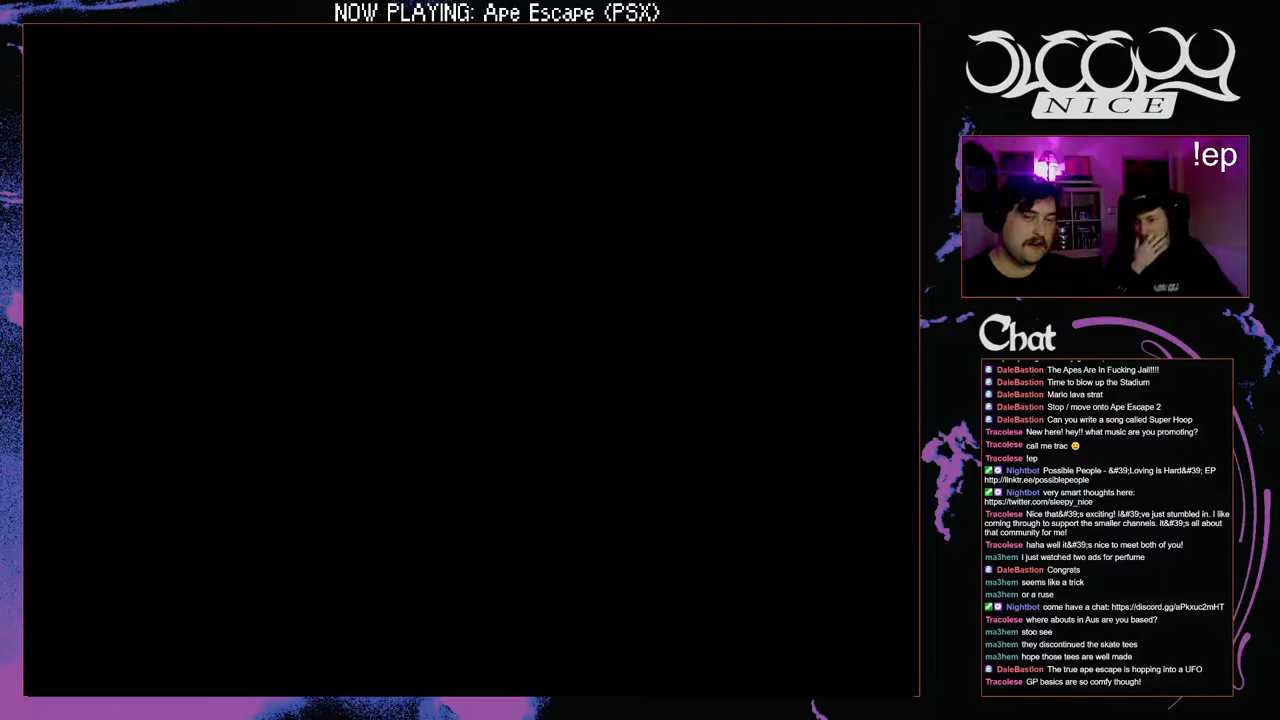 NOW PLAYING: Ape Escape (PSX)
SLEEPY
NICE
!ep
Chat
DaleBastion The Apes Are In Fucking Jail!!!!
DaleBastion Time to blow up the Stadium
DaleBastion Mario lava strat
DaleBastion Stop / move onto Ape Escape 2
DaleBastion Can you write a song called Super Hoop
Tracolese New here! hey!! what music are you promoting?
Tracolese call me trac 🙂
Tracolese !ep
Nightbot Possible People - &#39;Loving is Hard&#39; EP
http://linktr.ee/possiblepeople
Nightbot very smart thoughts here:
https://twitter.com/sleepy_nice
Tracolese Nice that&#39;s exciting! I&#39;ve just stumbled in. I like
coming through to support the smaller channels. it&#39;s all about
that community for me!
Tracolese haha well it&#39;s nice to meet both of you!
ma3hem I just watched two ads for perfume
DaleBastion Congrats
ma3hem seems like a trick
ma3hem or a ruse
Nightbot come have a chat: https://discord.gg/aPkxuc2mHT
Tracolese where abouts in Aus are you based?
ma3hem stoo see
ma3hem they discontinued the skate tees
ma3hem hope those tees are well made
DaleBastion The true ape escape is hopping into a UFO
Tracolese GP basics are so comfy though!